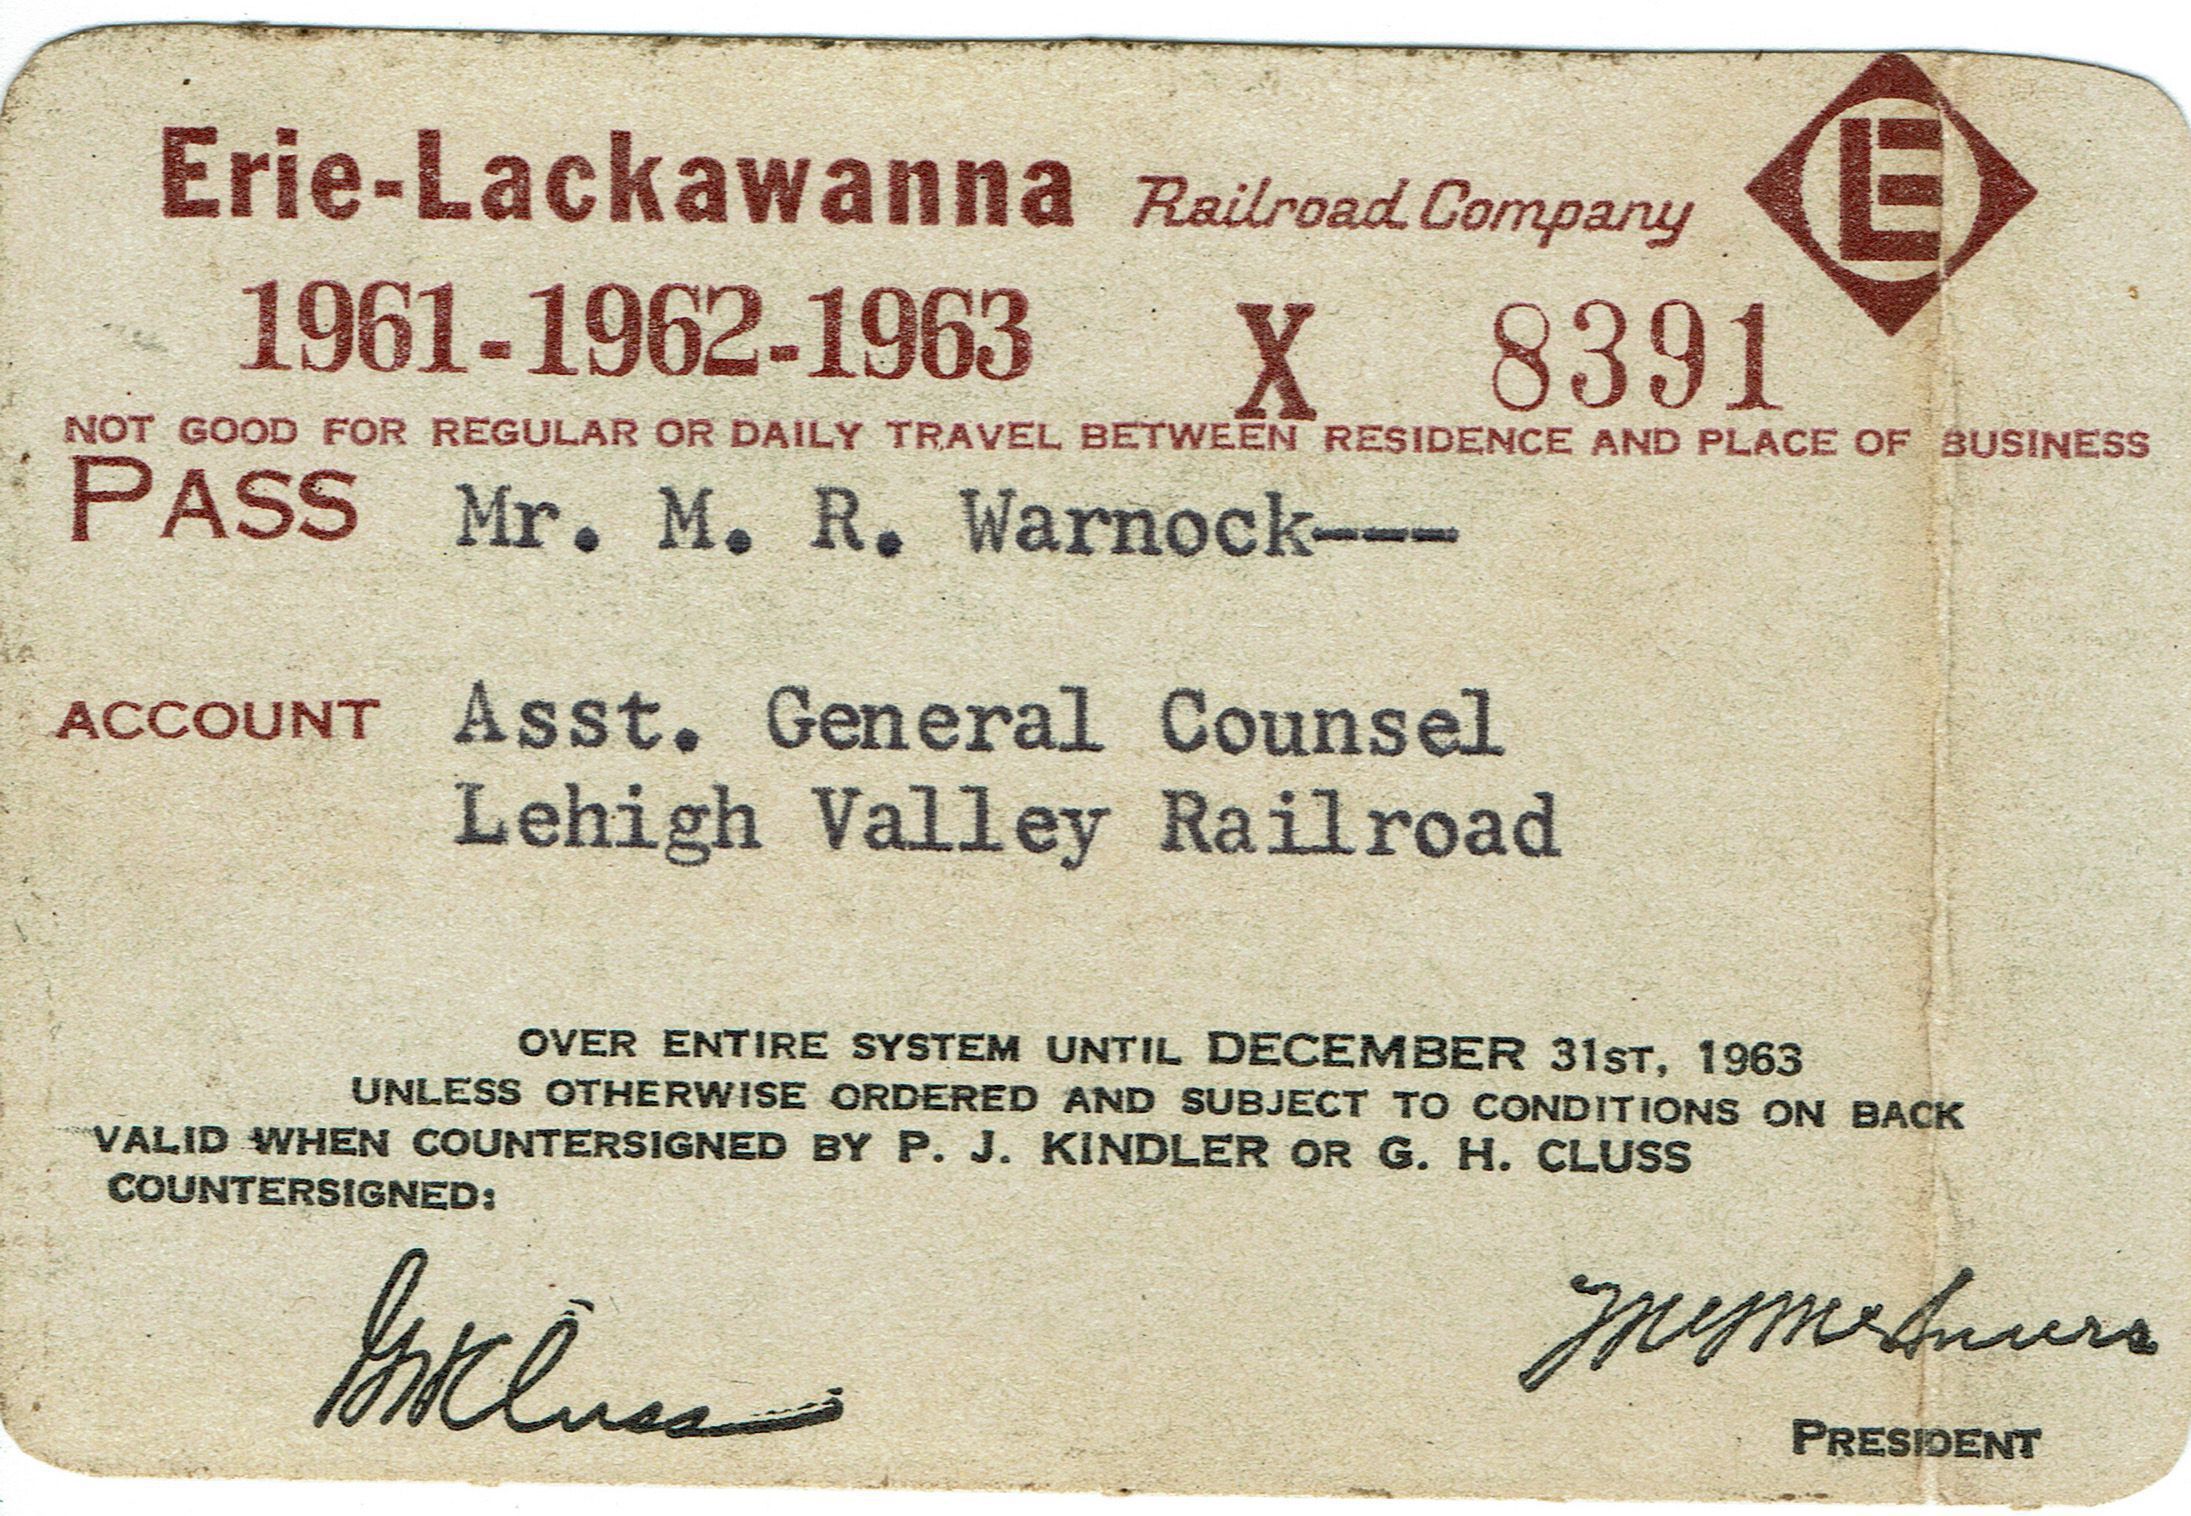 Erie-Lackawanna Railroad Company E
1961-1962-1963 X 8391
NOT GOOD FOR REGULAR OR DAILY TRAVEL BETWEEN RESIDENCE AND PLACE OF BUSINESS
PASS Mr. M. R. Warnock---
ACCOUNT Asst. General Counsel
Lehigh Valley Railroad
OVER ENTIRE SYSTEM UNTIL DECEMBER 31ST, 1963
UNLESS OTHERWISE ORDERED AND SUBJECT TO CONDITIONS ON BACK
VALID WHEN COUNTERSIGNED BY P. J. KINDLER OR G. H. CLUSS
COUNTERSIGNED:
GHCluss
PRESIDENT